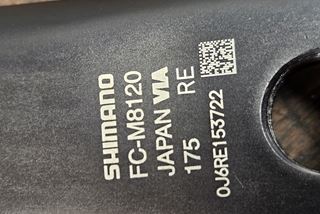 SHIMANO
FC-M8120
JAPAN VIA
175 RE
0J6RE153722